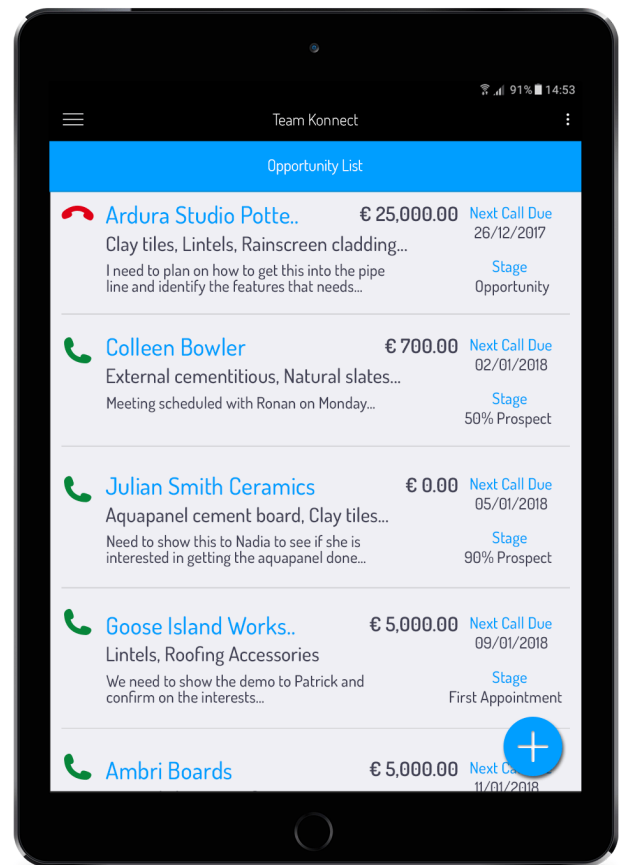 91% 14:53
Team Konnect
Opportunity List
Ardura Studio Potte.. € 25,000.00 Next Call Due
26/12/2017
Clay tiles, Lintels, Rainscreen cladding...
I need to plan on how to get this into the pipe
line and identify the features that needs...
Stage
Opportunity
Colleen Bowler € 700.00 Next Call Due
02/01/2018
External cementitious, Natural slates...
Meeting scheduled with Ronan on Monday...
Stage
50% Prospect
Julian Smith Ceramics € 0.00 Next Call Due
05/01/2018
Aquapanel cement board, Clay tiles...
Need to show this to Nadia to see if she is
interested in getting the aquapanel done...
Stage
90% Prospect
Goose Island Works.. € 5,000.00 Next Call Due
09/01/2018
Lintels, Roofing Accessories
We need to show the demo to Patrick and
confirm on the interests...
Stage
First Appointment
Ambri Boards € 5,000.00 Next
11/01/2018